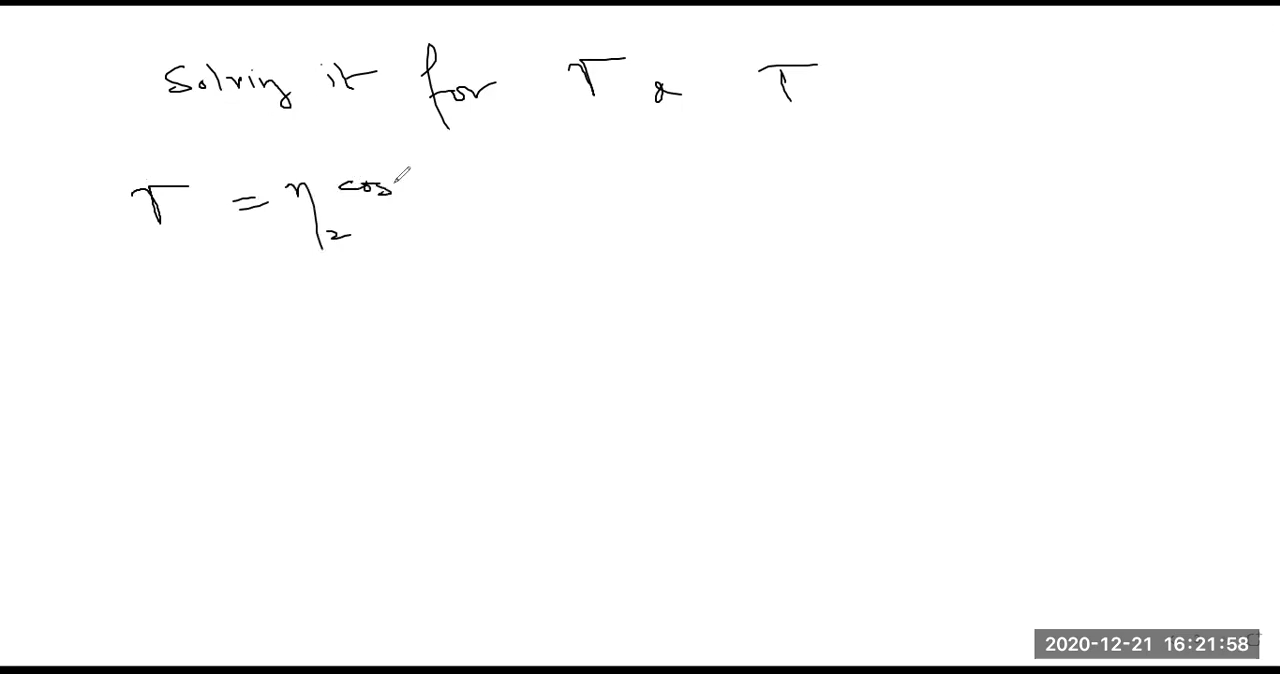 Solving it for Γ & T
Γ = η₂ cos
2020-12-21 16:21:58